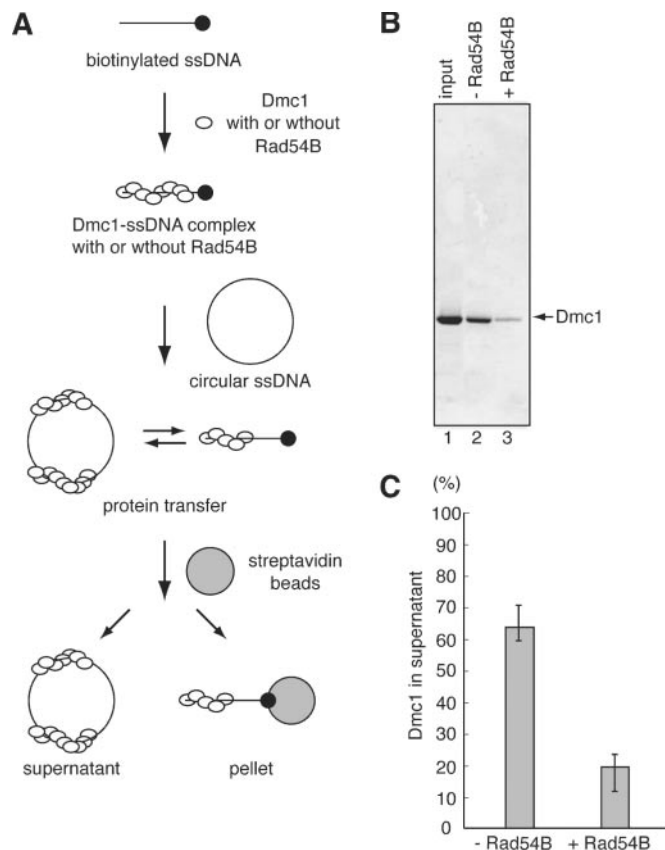 A
biotinylated ssDNA
Dmc1
with or wthout
Rad54B
Dmc1-ssDNA complex
with or wthout Rad54B
circular ssDNA
protein transfer
streptavidin
beads
supernatant
pellet
B
input
- Rad54B
+ Rad54B
Dmc1
1 2 3
C
(%)
100
90
80
70
60
50
40
30
20
10
0
Dmc1 in supernatant
- Rad54B + Rad54B